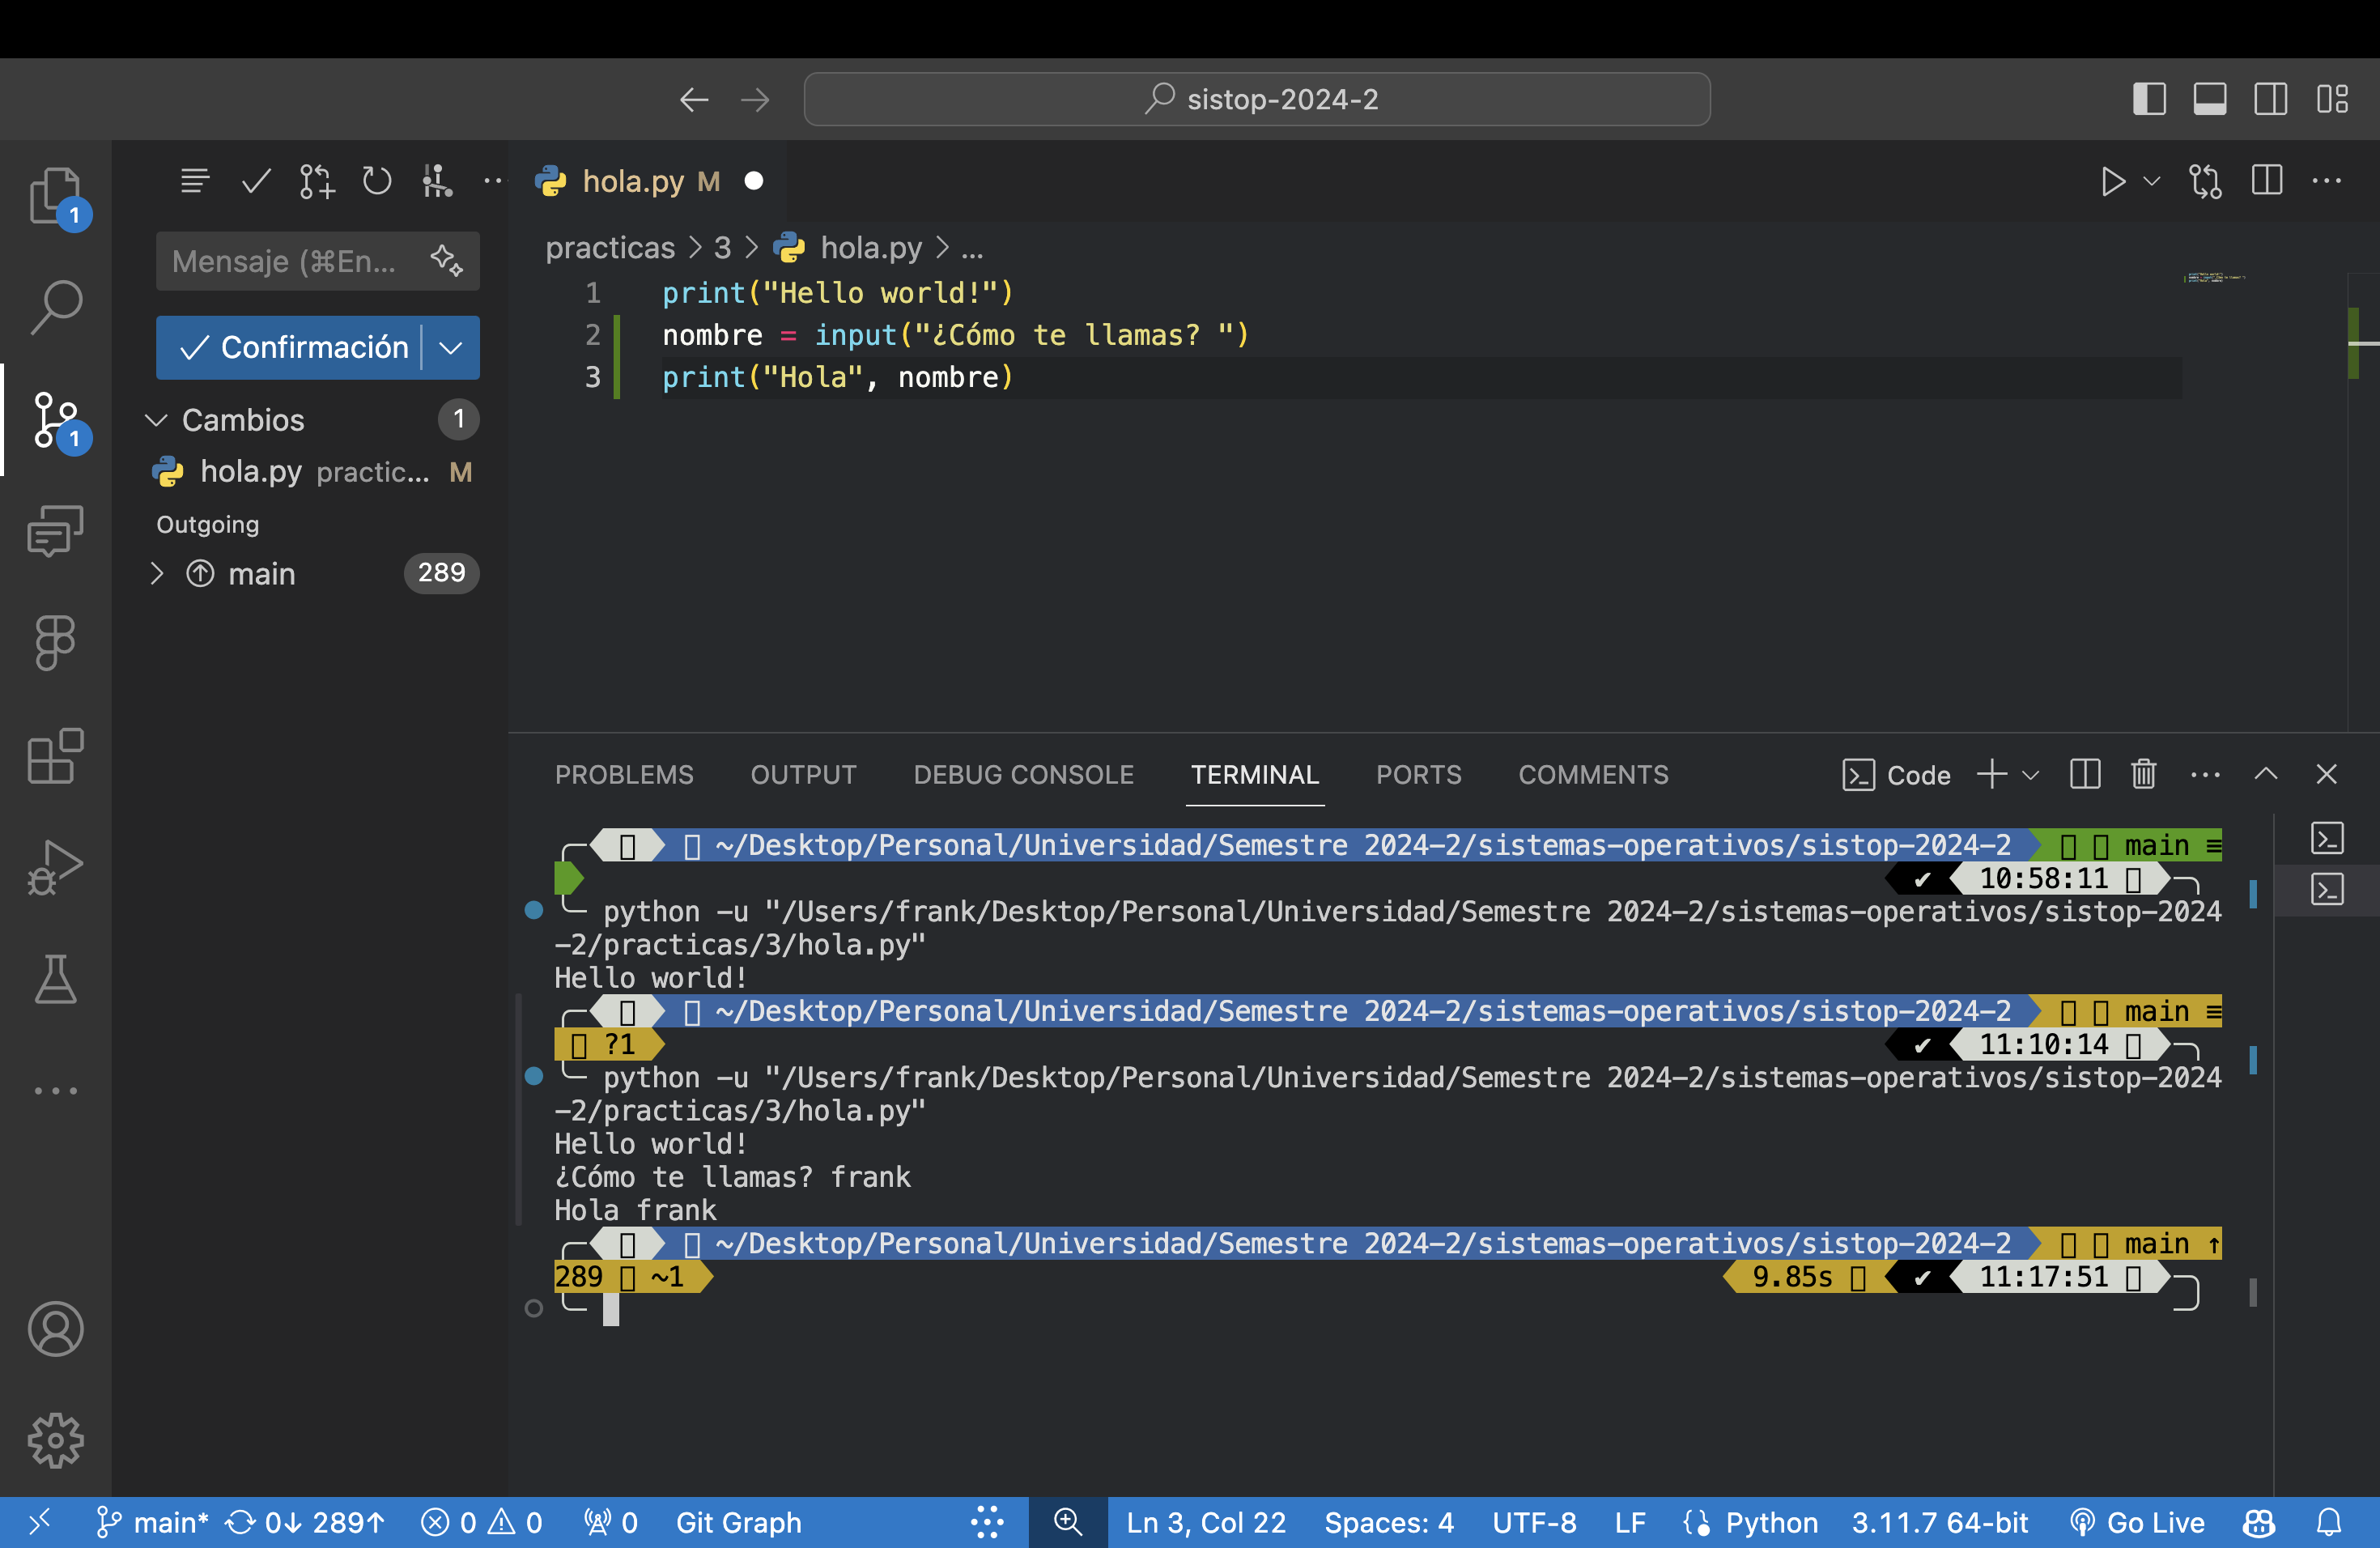 sistop-2024-2
1
hola.py M
Mensaje (⌘En...
practicas > 3 > hola.py > ...
1 print("Hello world!")
2 nombre = input("¿Cómo te llamas? ")
3 print("Hola", nombre)
Confirmación
Cambios 1
1
hola.py practic... M
Outgoing
main 289
PROBLEMS OUTPUT DEBUG CONSOLE TERMINAL PORTS COMMENTS Code
~/Desktop/Personal/Universidad/Semestre 2024-2/sistemas-operativos/sistop-2024-2 main ≡
✔ 10:58:11
python -u "/Users/frank/Desktop/Personal/Universidad/Semestre 2024-2/sistemas-operativos/sistop-2024
-2/practicas/3/hola.py"
Hello world!
~/Desktop/Personal/Universidad/Semestre 2024-2/sistemas-operativos/sistop-2024-2 main ≡
?1 ✔ 11:10:14
python -u "/Users/frank/Desktop/Personal/Universidad/Semestre 2024-2/sistemas-operativos/sistop-2024
-2/practicas/3/hola.py"
Hello world!
¿Cómo te llamas? frank
Hola frank
~/Desktop/Personal/Universidad/Semestre 2024-2/sistemas-operativos/sistop-2024-2 main ↑
289 ~1 9.85s ✔ 11:17:51
main* 0↓ 289↑ 0 0 0 Git Graph Ln 3, Col 22 Spaces: 4 UTF-8 LF Python 3.11.7 64-bit Go Live